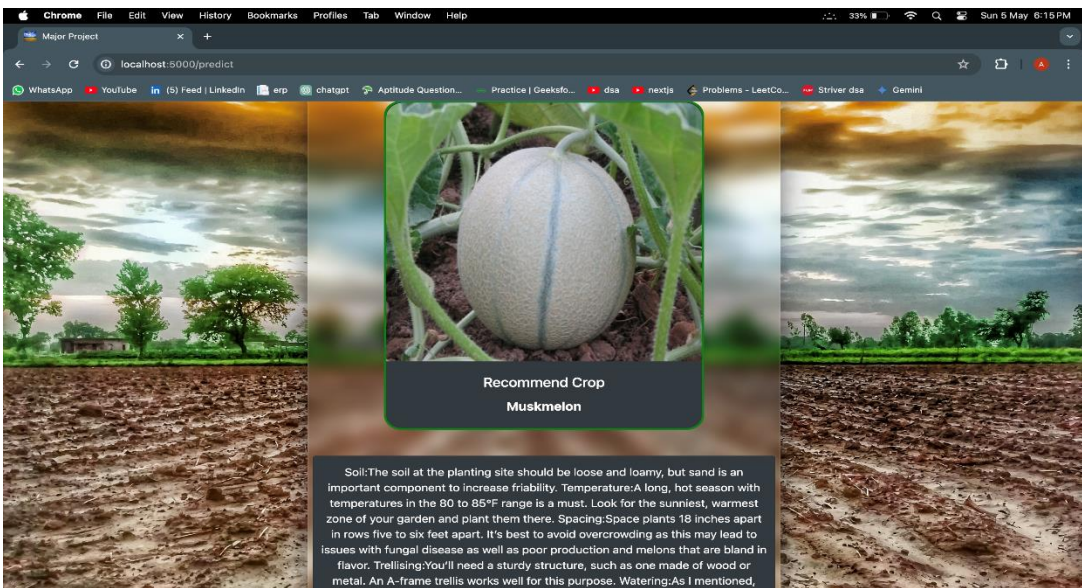 Chrome File Edit View History Bookmarks Profiles Tab Window Help 33% Sun 5 May 6:15 PM
Major Project
localhost:5000/predict
WhatsApp YouTube (5) Feed | LinkedIn erp chatgpt Aptitude Question... Practice | Geeksfo... dsa nextjs Problems - LeetCo... Striver dsa Gemini
Recommend Crop
Muskmelon
Soil:The soil at the planting site should be loose and loamy, but sand is an
important component to increase friability. Temperature:A long, hot season with
temperatures in the 80 to 85°F range is a must. Look for the sunniest, warmest
zone of your garden and plant them there. Spacing:Space plants 18 inches apart
in rows five to six feet apart. It's best to avoid overcrowding as this may lead to
issues with fungal disease as well as poor production and melons that are bland in
flavor. Trellising:You'll need a sturdy structure, such as one made of wood or
metal. An A-frame trellis works well for this purpose. Watering:As I mentioned,